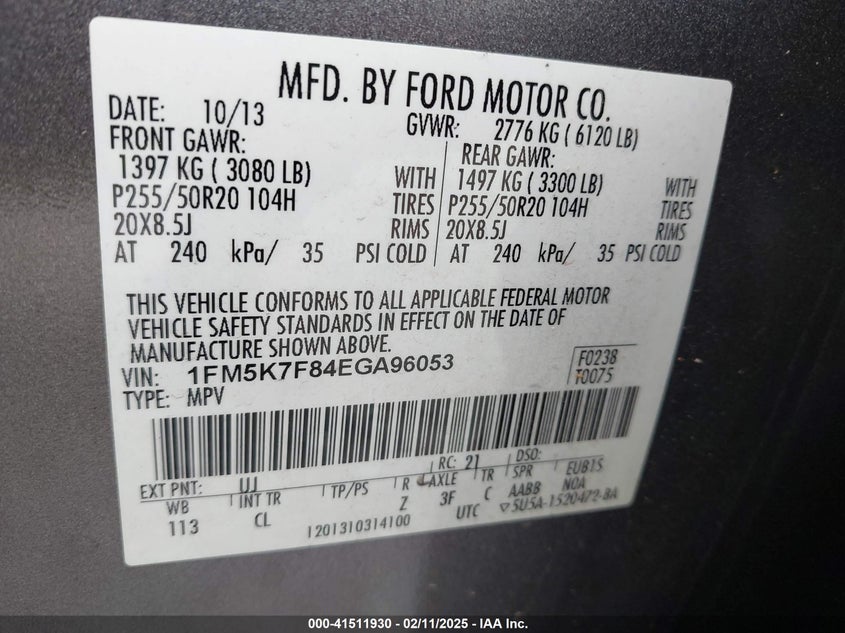 MFD. BY FORD MOTOR CO.
DATE: 10/13 GVWR: 2776 KG ( 6120 LB)
FRONT GAWR: REAR GAWR:
1397 KG ( 3080 LB) WITH 1497 KG ( 3300 LB) WITH
P255/50R20 104H TIRES P255/50R20 104H TIRES
20X8.5J RIMS 20X8.5J RIMS
AT 240 kPa/ 35 PSI COLD AT 240 kPa/ 35 PSI COLD
THIS VEHICLE CONFORMS TO ALL APPLICABLE FEDERAL MOTOR
VEHICLE SAFETY STANDARDS IN EFFECT ON THE DATE OF
MANUFACTURE SHOWN ABOVE.
VIN: 1FM5K7F84EGA96053 F0238
TYPE: MPV T0075
EXT PNT: UJ RC: 21 DSO:
WB INT TR TP/PS R AXLE TR SPR EUB15
113 CL Z 3F C AABB NOA
1201310314100 UTC ▽5U5A-1520472-BA
000-41511930 - 02/11/2025 - IAA Inc.